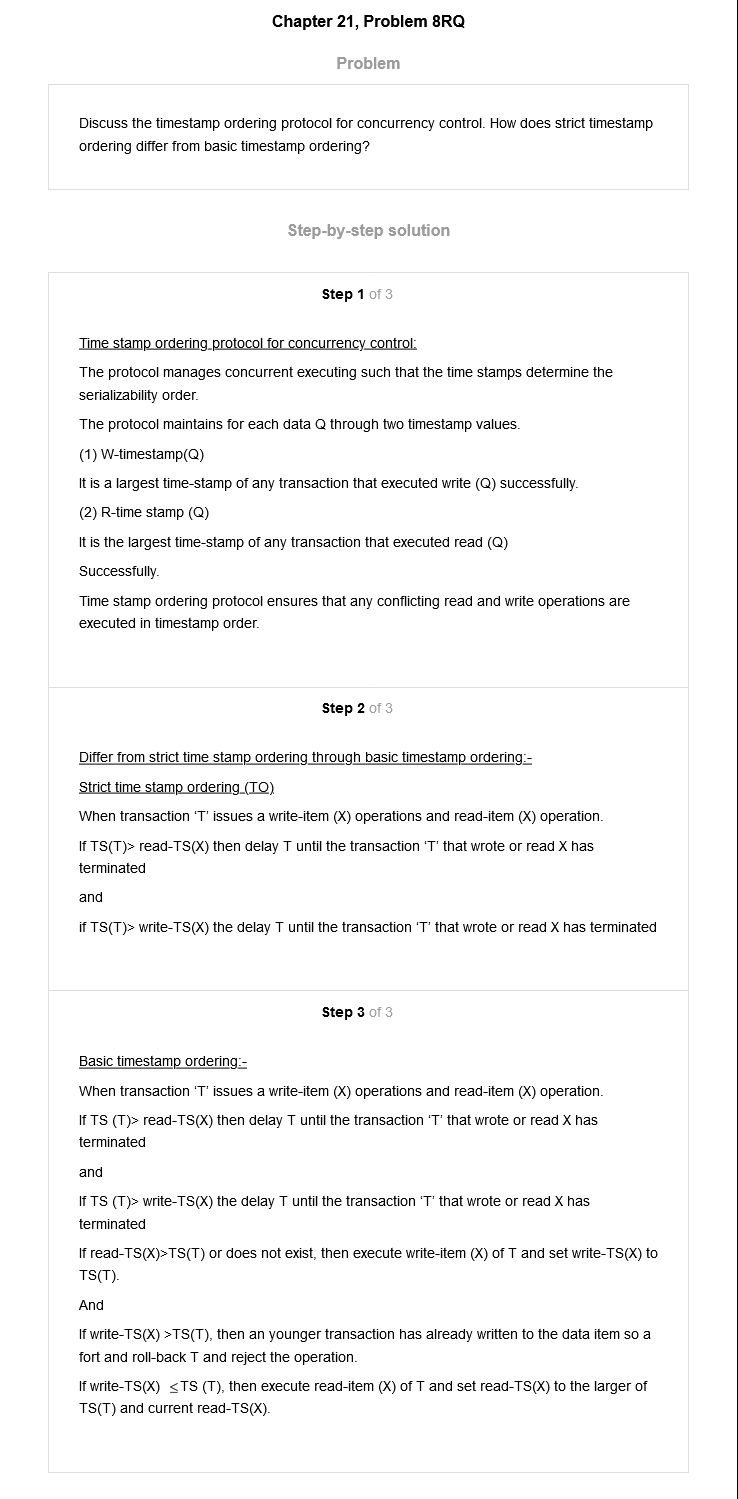 Chapter 21, Problem 8RQ
Problem
Discuss the timestamp ordering protocol for concurrency control. How does strict timestamp
ordering differ from basic timestamp ordering?
Step-by-step solution
Step 1 of 3
Time stamp ordering protocol for concurrency control:
The protocol manages concurrent executing such that the time stamps determine the
serializability order.
The protocol maintains for each data Q through two timestamp values.
(1) W-timestamp(Q)
It is a largest time-stamp of any transaction that executed write (Q) successfully.
(2) R-time stamp (Q)
It is the largest time-stamp of any transaction that executed read (Q)
Successfully.
Time stamp ordering protocol ensures that any conflicting read and write operations are
executed in timestamp order.
Step 2 of 3
Differ from strict time stamp ordering through basic timestamp ordering:-
Strict time stamp ordering (TO)
When transaction ‘T’ issues a write-item (X) operations and read-item (X) operation.
If TS(T)> read-TS(X) then delay T until the transaction ‘T’ that wrote or read X has
terminated
and
if TS(T)> write-TS(X) the delay T until the transaction ‘T’ that wrote or read X has terminated
Step 3 of 3
Basic timestamp ordering:-
When transaction ‘T’ issues a write-item (X) operations and read-item (X) operation.
If TS (T)> read-TS(X) then delay T until the transaction ‘T’ that wrote or read X has
terminated
and
If TS (T)> write-TS(X) the delay T until the transaction ‘T’ that wrote or read X has
terminated
If read-TS(X)>TS(T) or does not exist, then execute write-item (X) of T and set write-TS(X) to
TS(T).
And
If write-TS(X) >TS(T), then an younger transaction has already written to the data item so a
fort and roll-back T and reject the operation.
If write-TS(X) ≤TS (T), then execute read-item (X) of T and set read-TS(X) to the larger of
TS(T) and current read-TS(X).